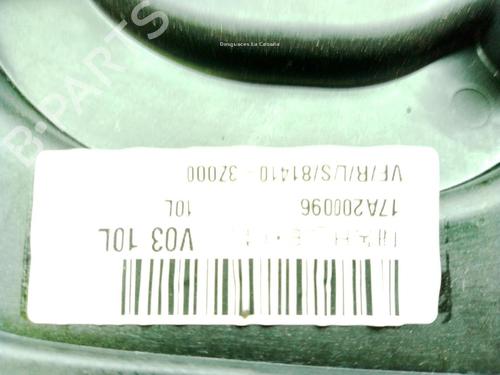 Desguaces La Cabaña
B-PARTS
V03 10L
17A200096
10L
VF/R/L/S/81410-3Z000